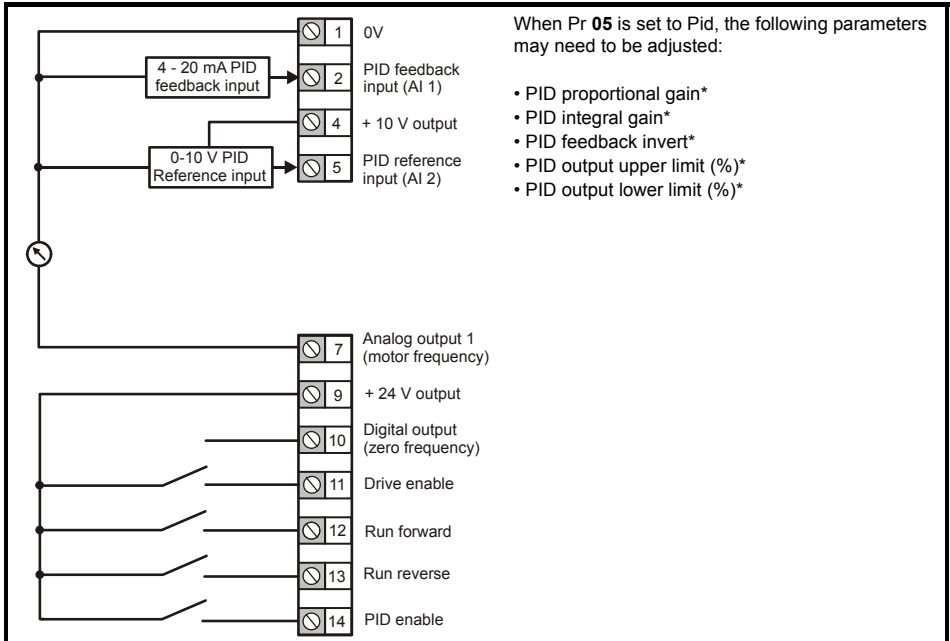 1 0V
4 - 20 mA PID
feedback input
2 PID feedback
input (AI 1)
4 + 10 V output
0-10 V PID
Reference input
5 PID reference
input (AI 2)
7 Analog output 1
(motor frequency)
9 + 24 V output
10 Digital output
(zero frequency)
11 Drive enable
12 Run forward
13 Run reverse
14 PID enable
When Pr 05 is set to Pid, the following parameters
may need to be adjusted:
• PID proportional gain*
• PID integral gain*
• PID feedback invert*
• PID output upper limit (%)*
• PID output lower limit (%)*